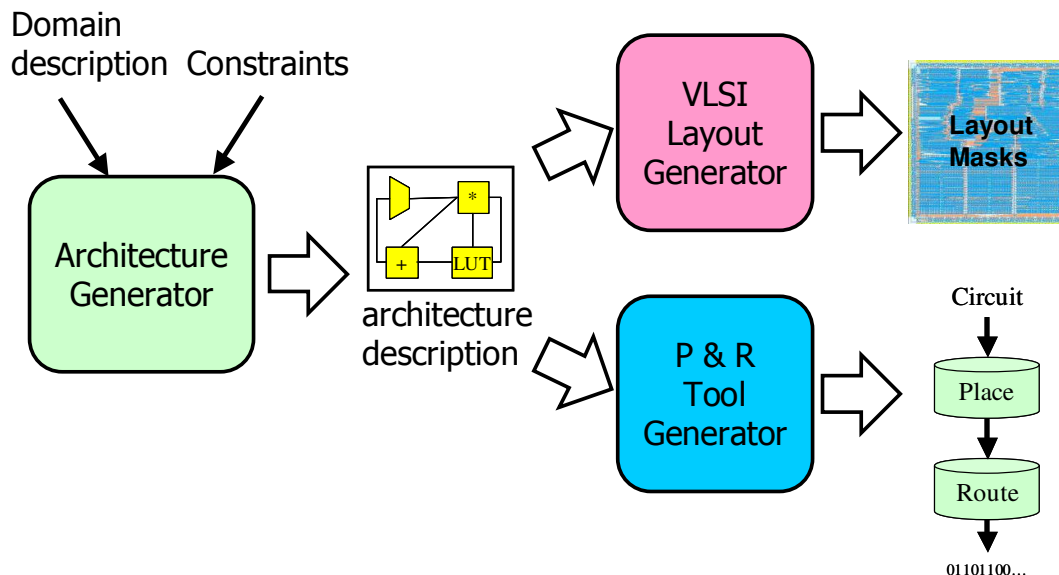 Domain
description Constraints
Architecture
Generator
*
+
LUT
architecture
description
VLSI
Layout
Generator
Layout
Masks
P & R
Tool
Generator
Circuit
Place
Route
01101100...